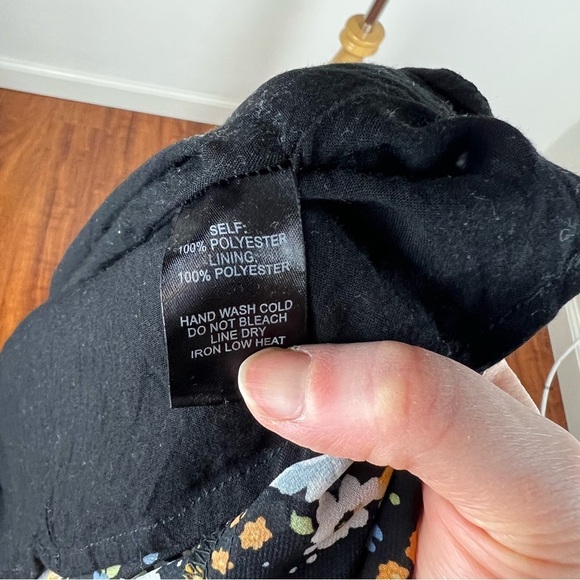 SELF:
100% POLYESTER
LINING:
100% POLYESTER
HAND WASH COLD
DO NOT BLEACH
LINE DRY
IRON LOW HEAT